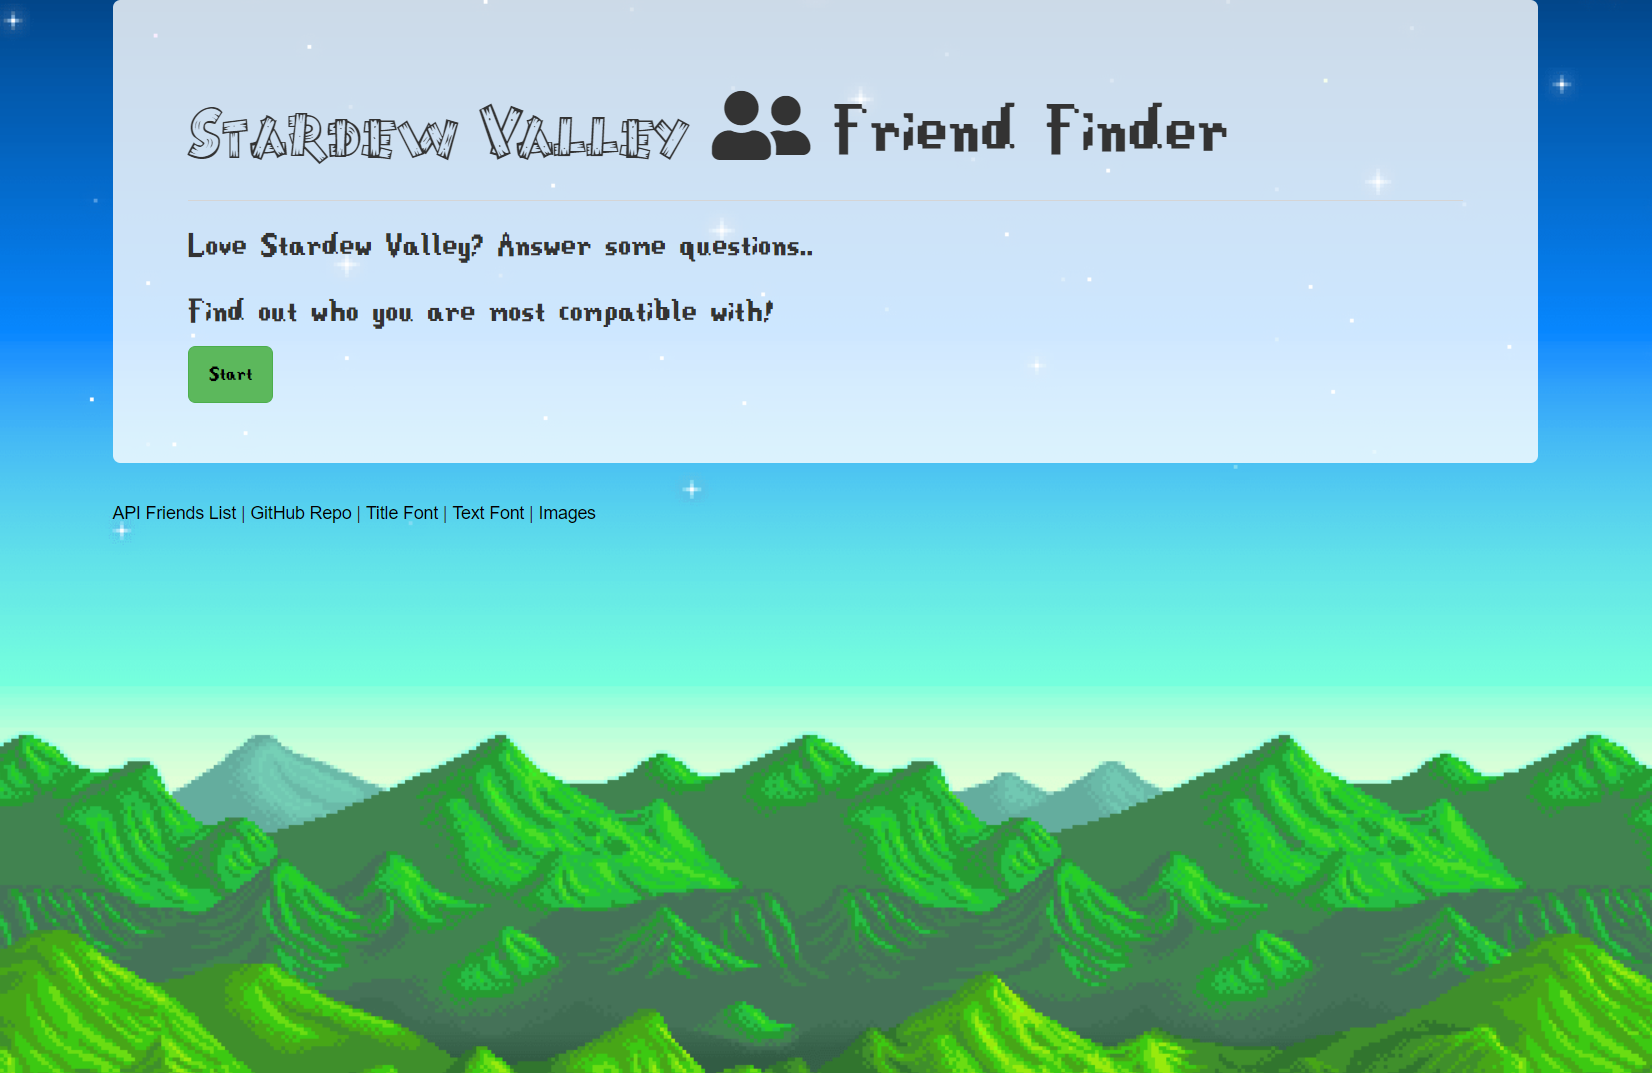 Stardew Valley Friend Finder
Love Stardew Valley? Answer some questions..
Find out who you are most compatible with!
Start
API Friends List | GitHub Repo | Title Font | Text Font | Images